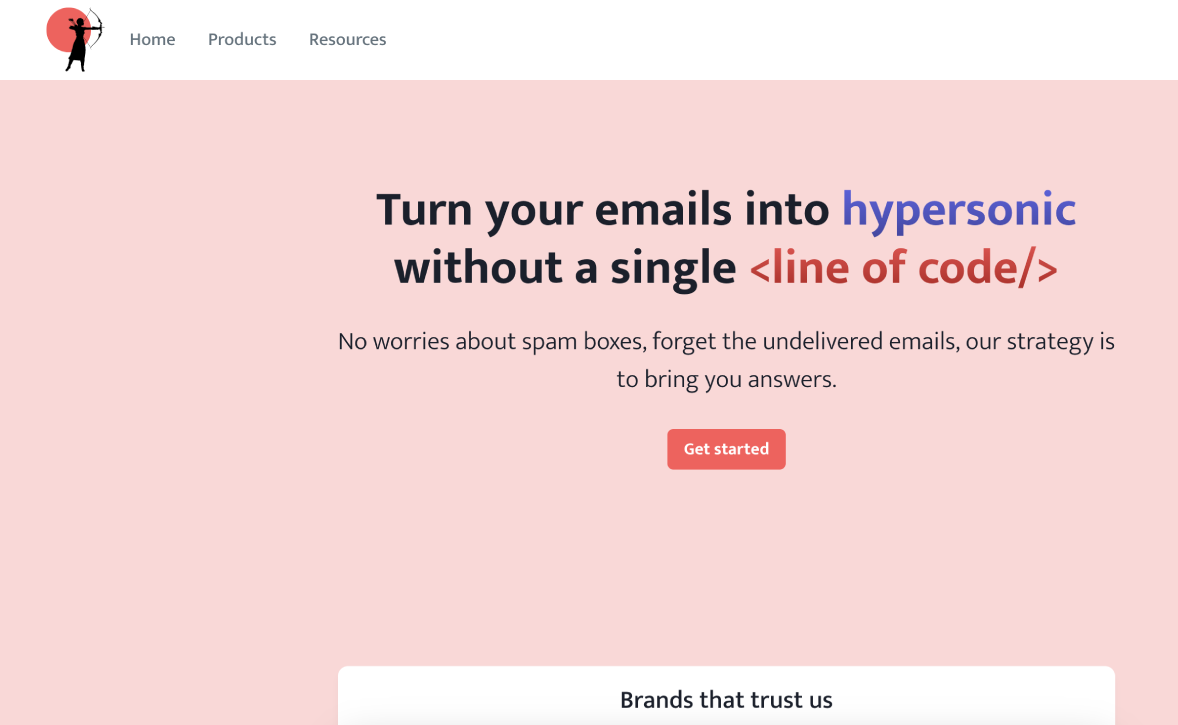 Home
Products
Resources
Turn your emails into hypersonic
without a single <line of code/>
No worries about spam boxes, forget the undelivered emails, our strategy is
to bring you answers.
Get started
Brands that trust us